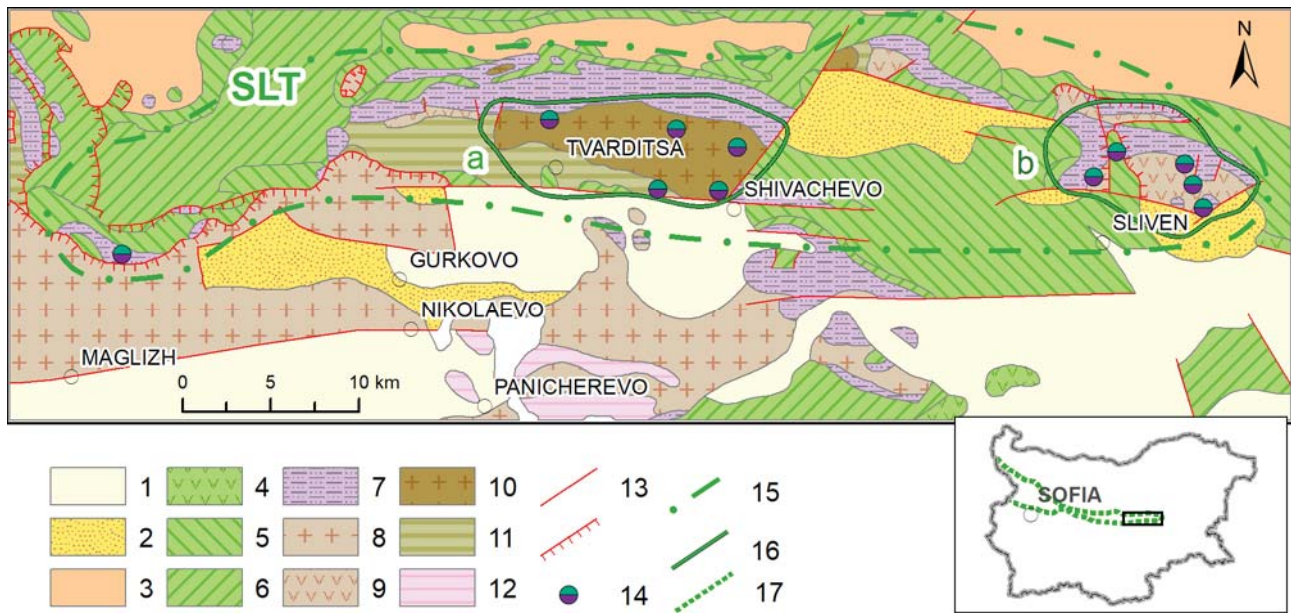 N
SLT
a
TVARDITSA
b
SHIVACHEVO
SLIVEN
GURKOVO
NIKOLAEVO
MAGLIZH
0 5 10 km
PANICHEREVO
1 4 7 10 13 15
2 5 8 11 16
3 6 9 12 14 17
SOFIA